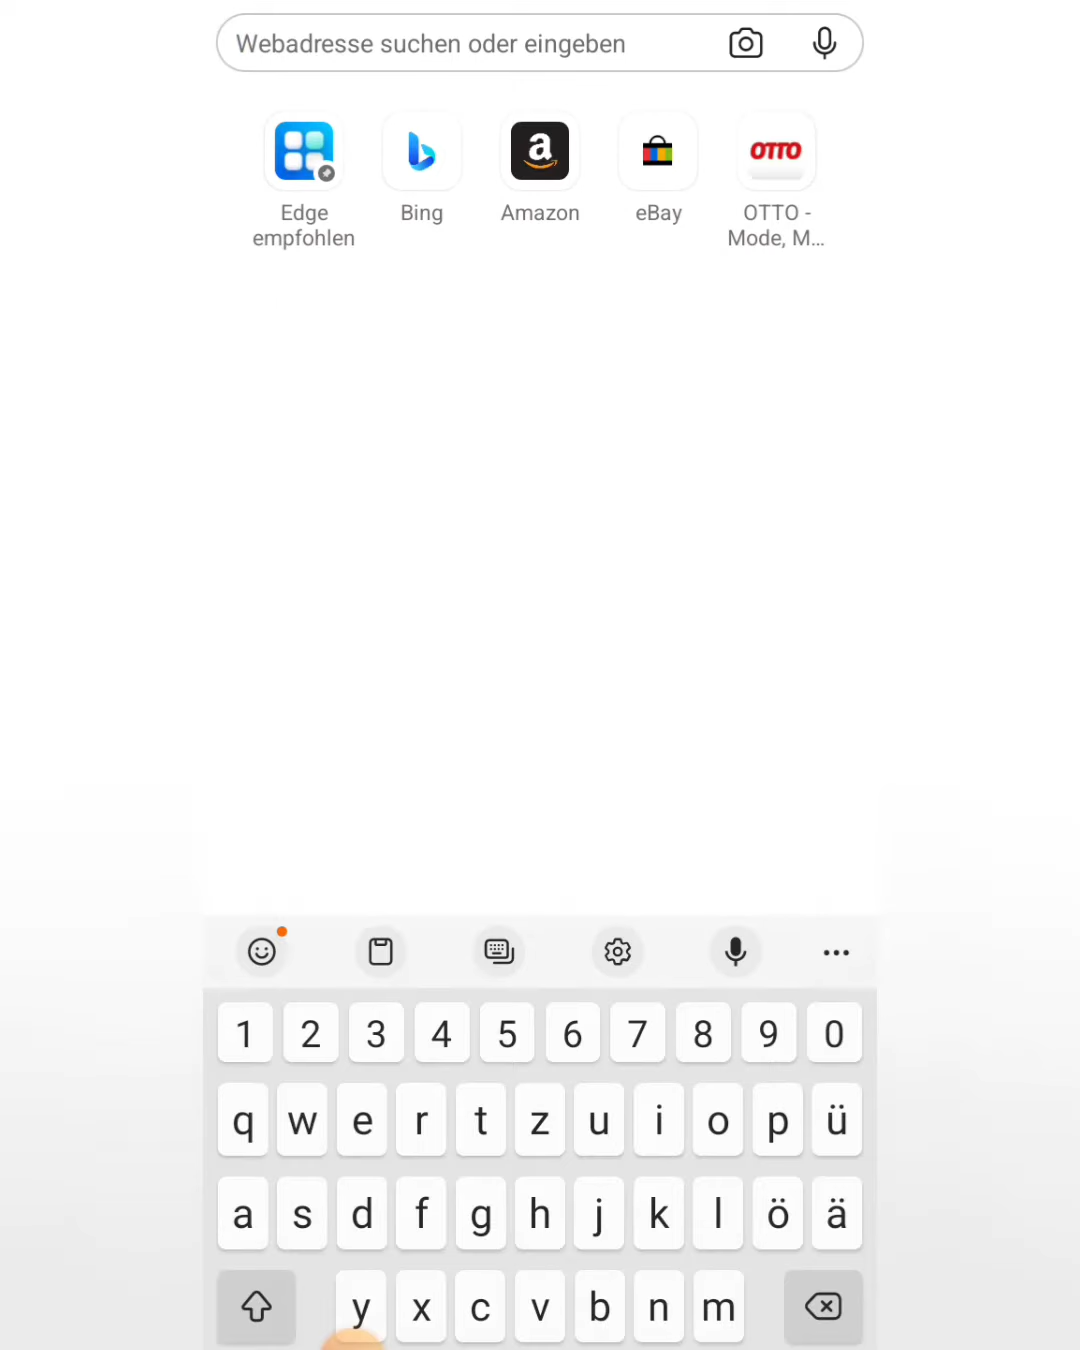 Webadresse suchen oder eingeben
a
OTTO
Edge
empfohlen
Bing
Amazon
eBay
OTTO -
Mode, M...
1 2 3 4 5 6 7 8 9 0
q w e r t z u i o p ü
a s d f g h j k l ö ä
y x c v b n m